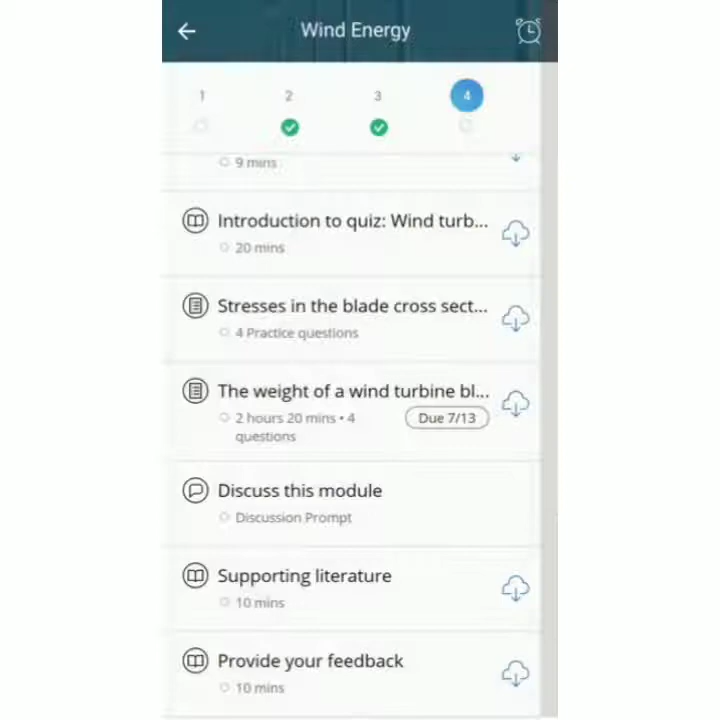 Wind Energy
1 2 3 4
9 mins
Introduction to quiz: Wind turb...
20 mins
Stresses in the blade cross sect...
4 Practice questions
The weight of a wind turbine bl...
2 hours 20 mins • 4
questions
Due 7/13
Discuss this module
Discussion Prompt
Supporting literature
10 mins
Provide your feedback
10 mins